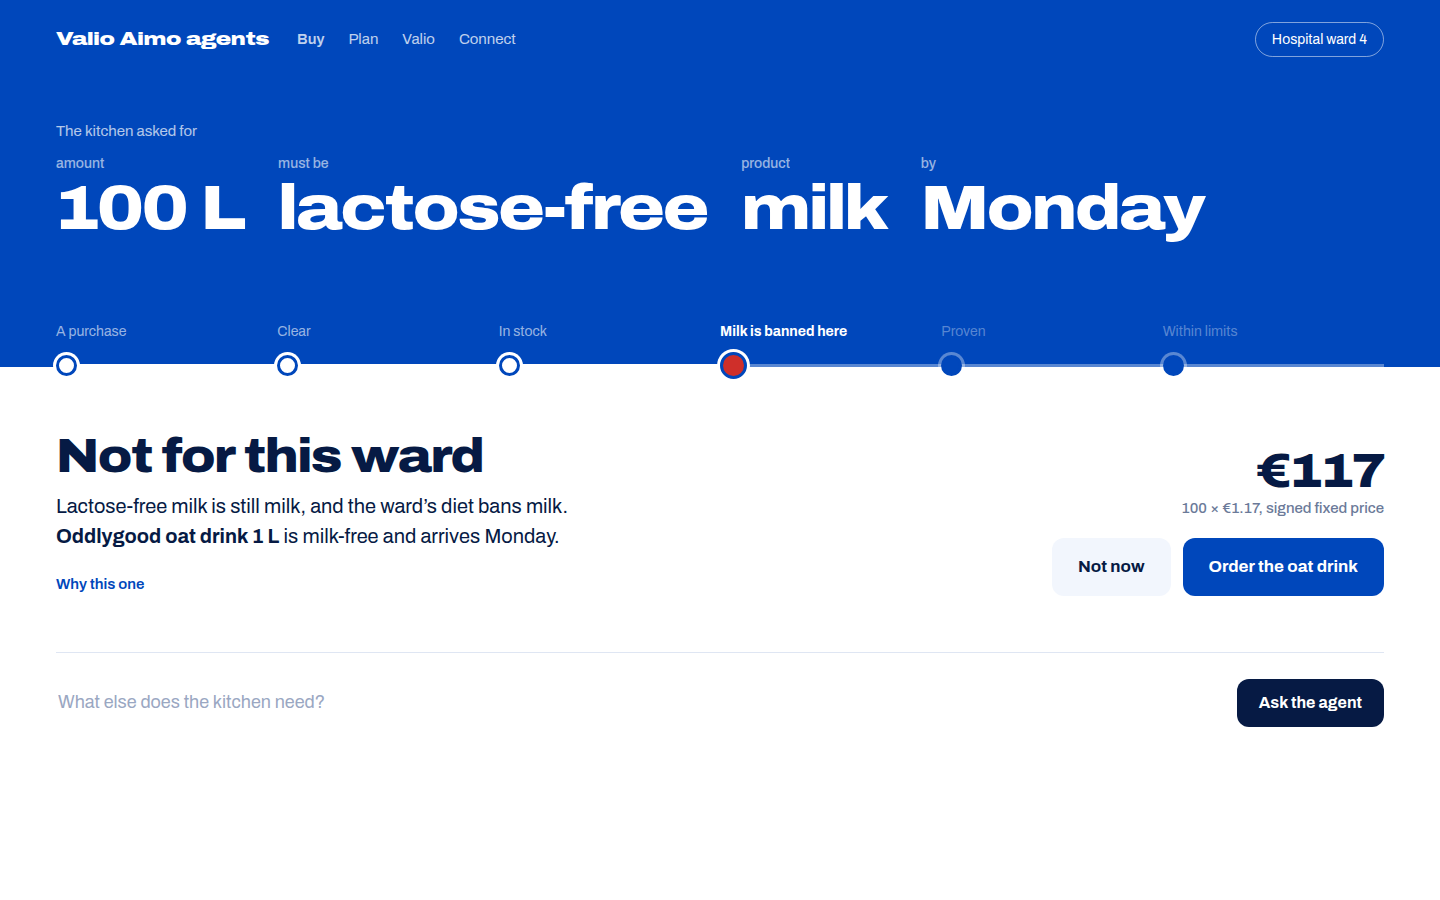 Valio Aimo agents Buy Plan Valio Connect Hospital ward 4
The kitchen asked for
amount must be product by
100 L lactose-free milk Monday
A purchase Clear In stock Milk is banned here Proven Within limits
Not for this ward
€117
Lactose-free milk is still milk, and the ward’s diet bans milk.
100 × €1.17, signed fixed price
Oddlygood oat drink 1 L is milk-free and arrives Monday.
Not now Order the oat drink
Why this one
What else does the kitchen need? Ask the agent